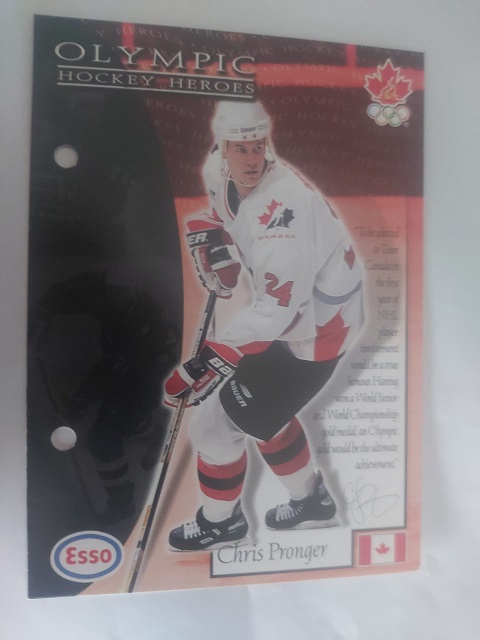 OLYMPIC
HOCKEY HEROES
CANADA
24
BAUER
"To be selected
to Team
Canada in
the first
year of
NHL
player
involvement
would be a true
honour. Having
won a World Junior
and World Championship
gold medal, an Olympic
gold would be the ultimate
achievement."
Esso
Chris Pronger